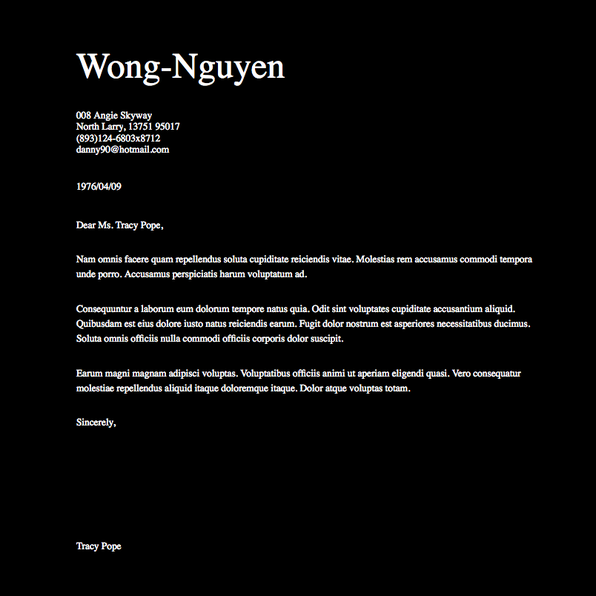 Wong-Nguyen
008 Angie Skyway
North Larry, 13751 95017
(893)124-6803x8712
danny90@hotmail.com
1976/04/09
Dear Ms. Tracy Pope,
Nam omnis facere quam repellendus soluta cupiditate reiciendis vitae. Molestias rem accusamus commodi tempora
unde porro. Accusamus perspiciatis harum voluptatum ad.
Consequuntur a laborum eum dolorum tempore natus quia. Odit sint voluptates cupiditate accusantium aliquid.
Quibusdam est eius dolore iusto natus reiciendis earum. Fugit dolor nostrum est asperiores necessitatibus ducimus.
Soluta omnis officiis nulla commodi officiis corporis dolor suscipit.
Earum magni magnam adipisci voluptas. Voluptatibus officiis animi ut aperiam eligendi quasi. Vero consequatur
molestiae repellendus aliquid itaque doloremque itaque. Dolor atque voluptas totam.
Sincerely,
Tracy Pope